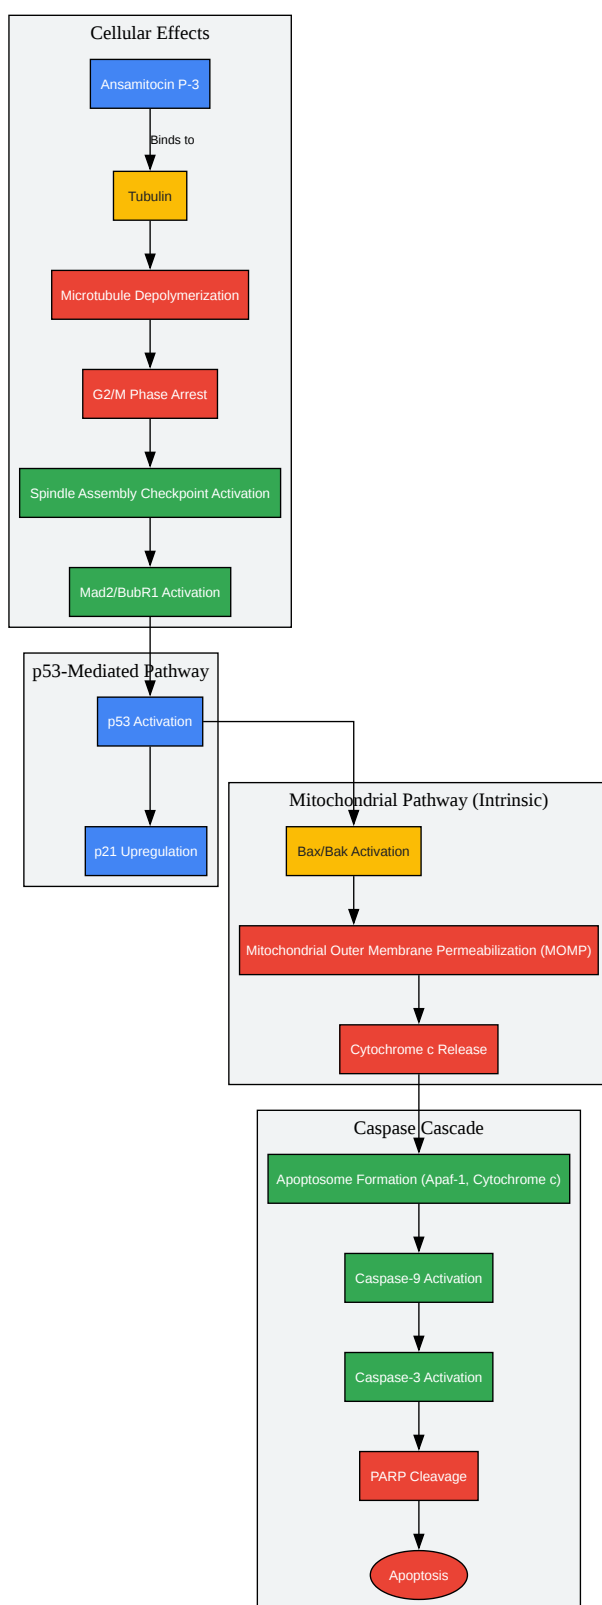 Cellular Effects
Ansamitocin P-3
Binds to
Tubulin
Microtubule Depolymerization
G2/M Phase Arrest
Spindle Assembly Checkpoint Activation
Mad2/BubR1 Activation
p53-Mediated Pathway
p53 Activation
p21 Upregulation
Mitochondrial Pathway (Intrinsic)
Bax/Bak Activation
Mitochondrial Outer Membrane Permeabilization (MOMP)
Cytochrome c Release
Caspase Cascade
Apoptosome Formation (Apaf-1, Cytochrome c)
Caspase-9 Activation
Caspase-3 Activation
PARP Cleavage
Apoptosis